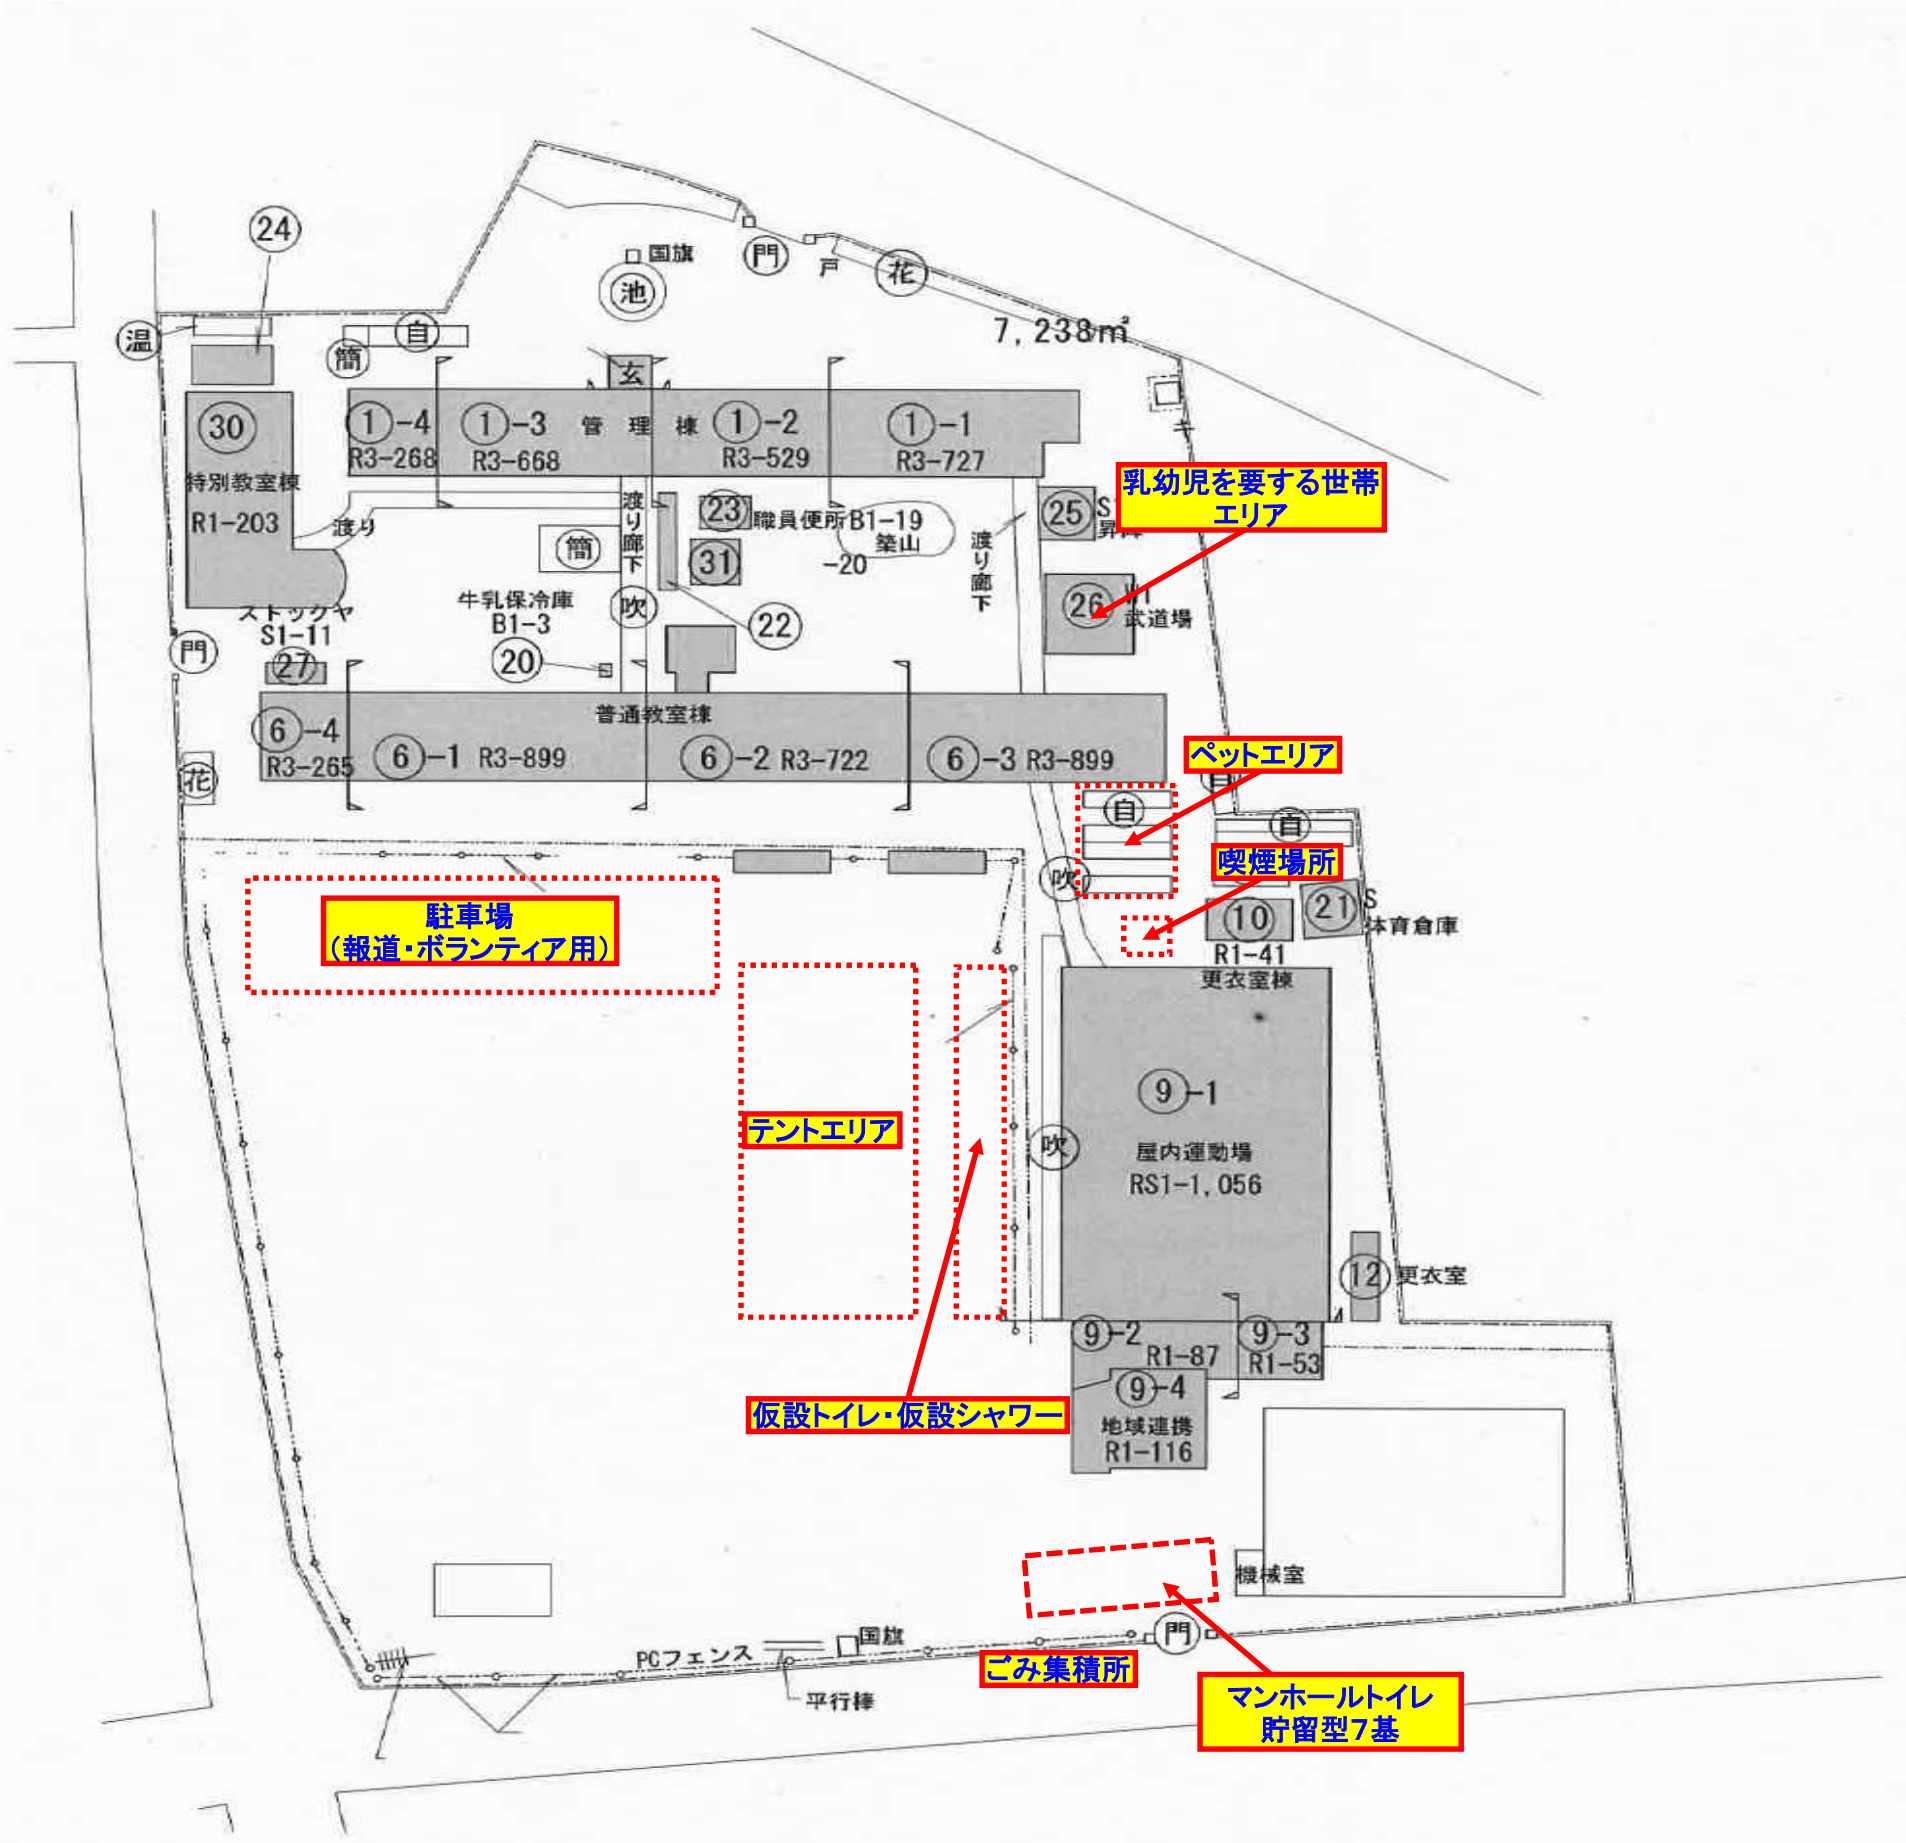 24
国旗
門
池
戸
花
7,238㎡
温
自
簡
玄
30
①-4
①-3
管理棟
①-2
①-1
R3-268
R3-668
R3-529
R3-727
キ
特別教室棟
R1-203
渡り
渡り廊下
23
職員便所B1-19
築山
-20
渡り廊下
25
乳幼児を要する世帯
エリア
簡
31
26
武道場
牛乳保冷庫
B1-3
吹
22
ストックヤ
S1-11
27
20
門
普通教室棟
⑥-4
R3-265
⑥-1 R3-899
⑥-2 R3-722
⑥-3 R3-899
花
ペットエリア
自
自
自
喫煙場所
吹
10
R1-41
更衣室棟
21
S
体育倉庫
駐車場
(報道・ボランティア用)
テントエリア
⑨-1
吹
屋内運動場
RS1-1,056
12
更衣室
⑨-2
R1-87
⑨-3
R1-53
⑨-4
地域連携
R1-116
仮設トイレ・仮設シャワー
機械室
門
国旗
PCフェンス
平行棒
ごみ集積所
マンホールトイレ
貯留型7基